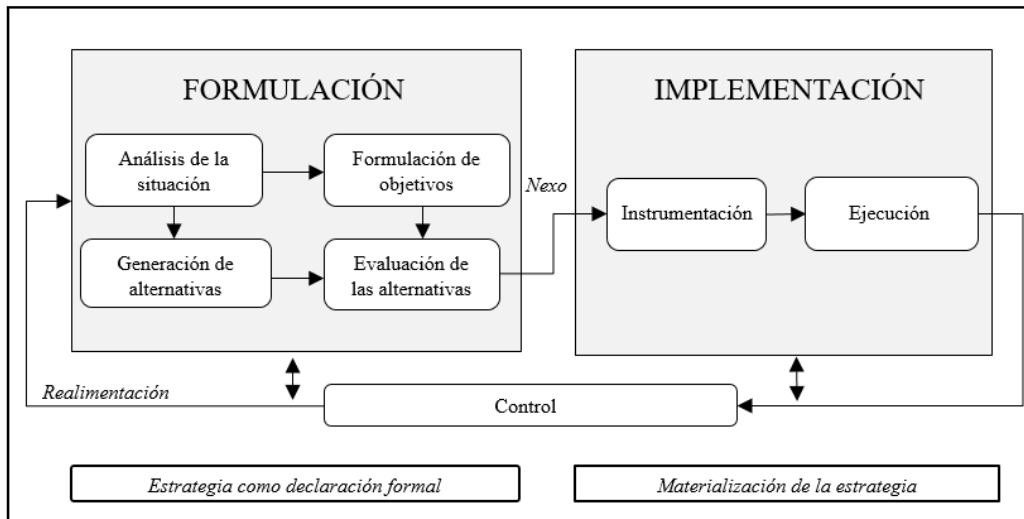 FORMULACIÓN
Análisis de la
situación
Formulación de
objetivos
Generación de
alternativas
Evaluación de
las alternativas
Nexo
IMPLEMENTACIÓN
Instrumentación
Ejecución
Realimentación
Control
Estrategia como declaración formal
Materialización de la estrategia